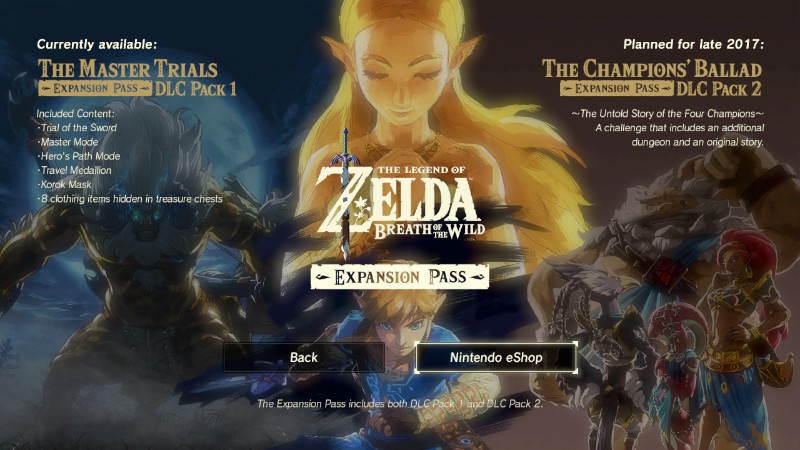 Currently available:
THE MASTER TRIALS
EXPANSION PASS DLC PACK 1
Included Content:
·Trial of the Sword
·Master Mode
·Hero's Path Mode
·Travel Medallion
·Korok Mask
·8 clothing items hidden in treasure chests
Planned for late 2017:
THE CHAMPIONS' BALLAD
EXPANSION PASS DLC PACK 2
~The Untold Story of the Four Champions~
A challenge that includes an additional
dungeon and an original story.
THE LEGEND OF
ZELDA
BREATH OF THE WILD
EXPANSION PASS
Back
Nintendo eShop
The Expansion Pass includes both DLC Pack 1 and DLC Pack 2.